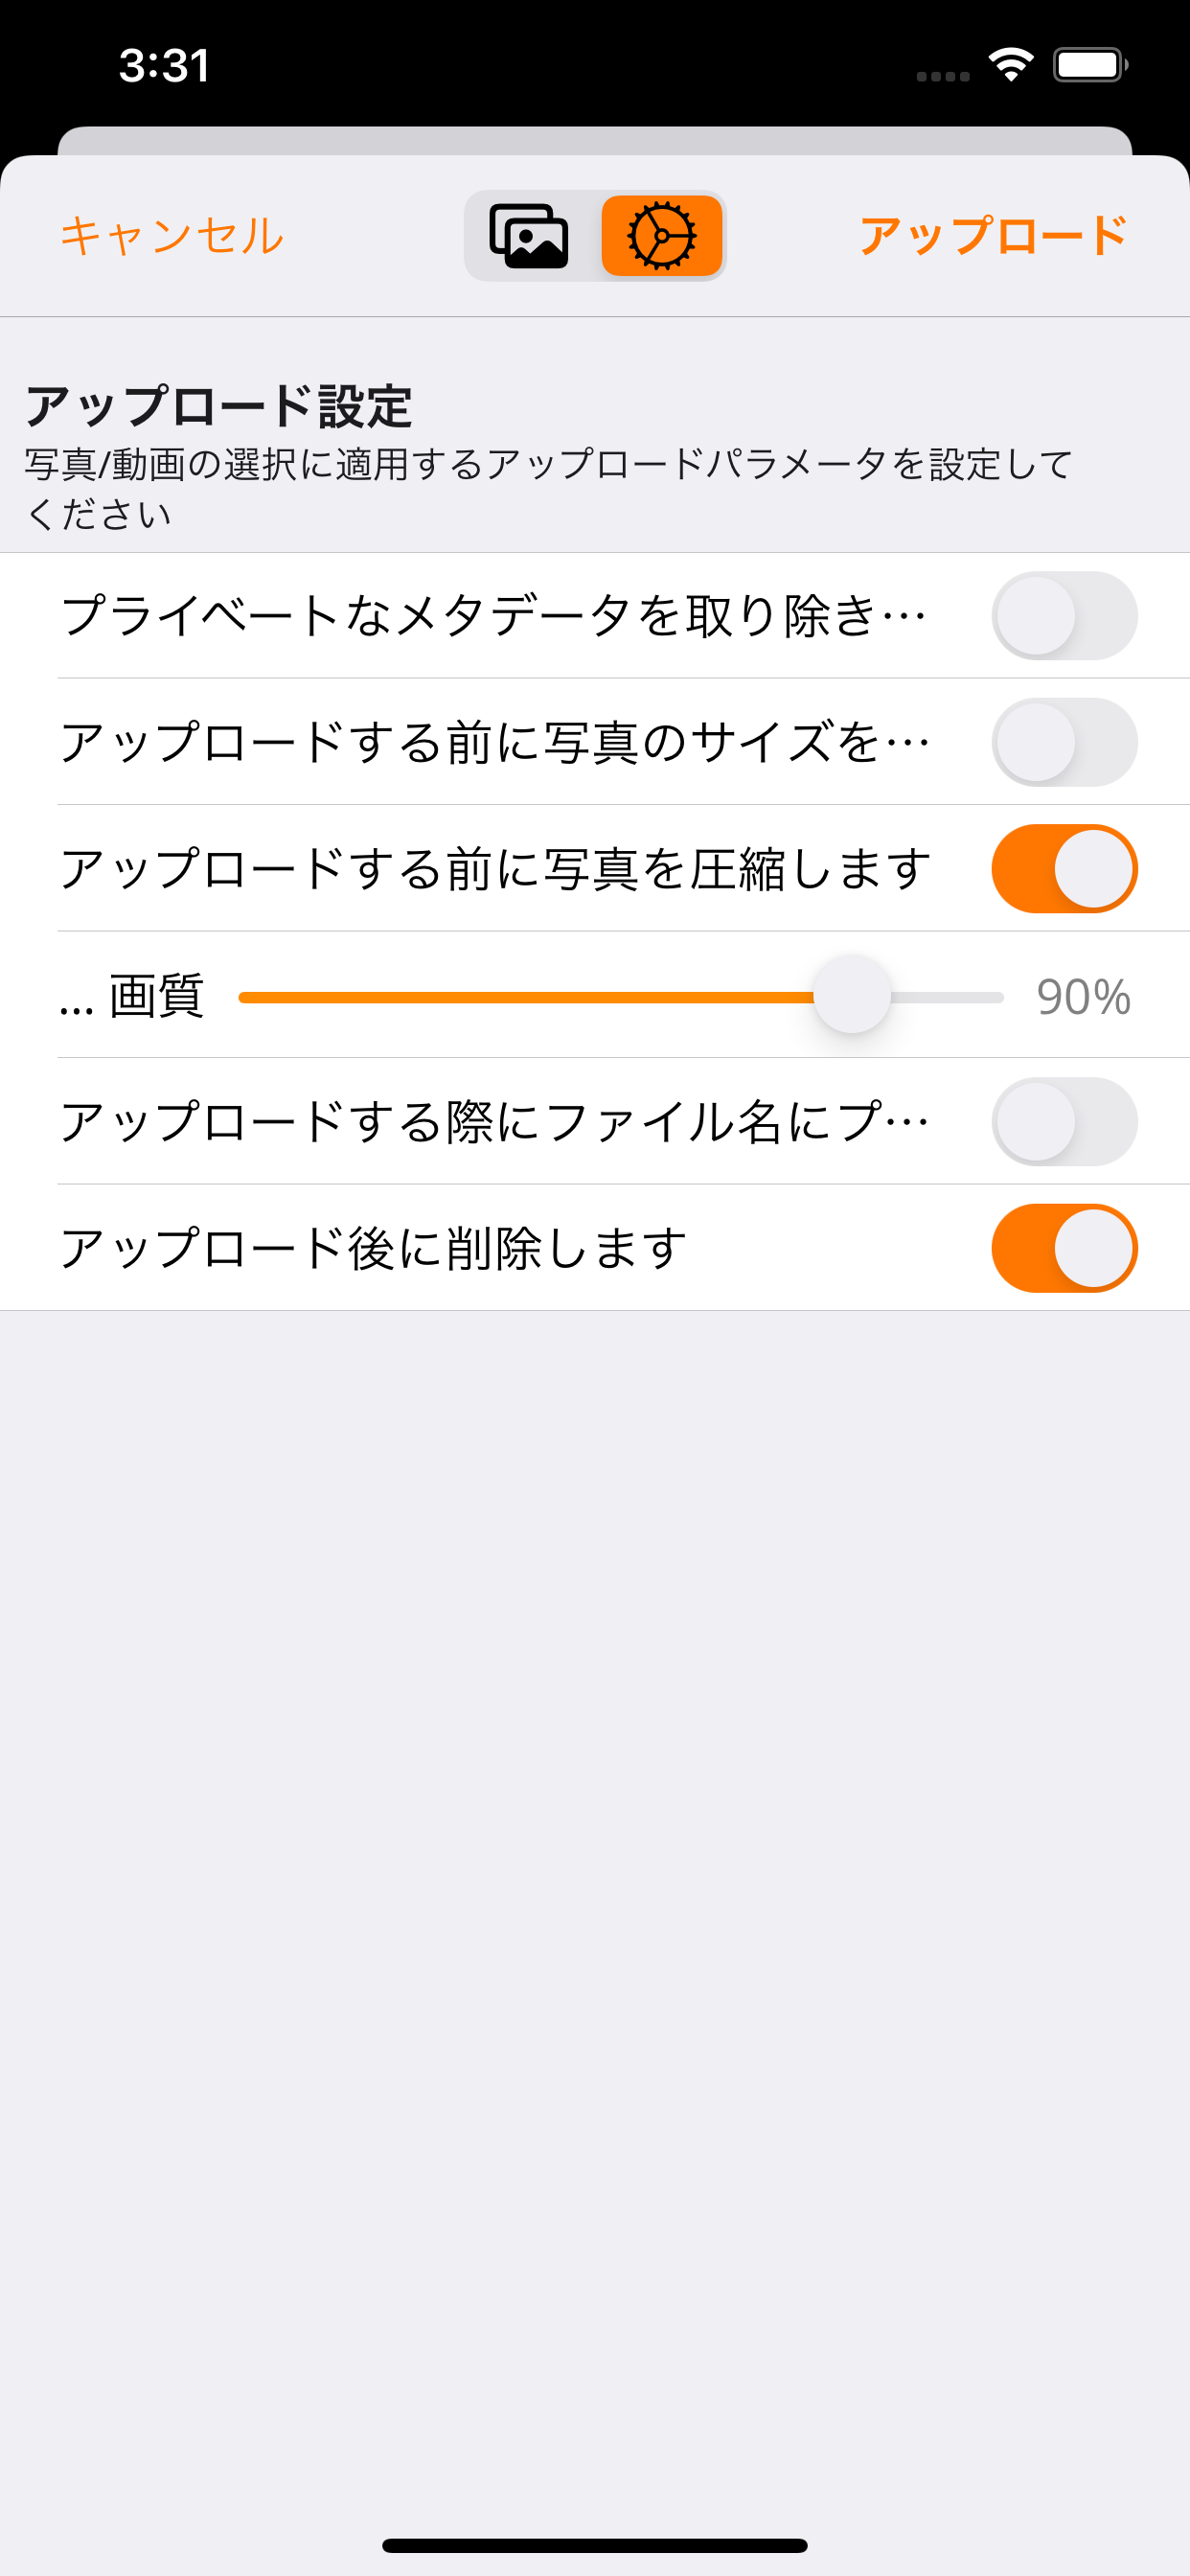 3:31
キャンセル
アップロード
アップロード設定
写真/動画の選択に適用するアップロードパラメータを設定して
ください
プライベートなメタデータを取り除き…
アップロードする前に写真のサイズを…
アップロードする前に写真を圧縮します
... 画質
90%
アップロードする際にファイル名にプ…
アップロード後に削除します